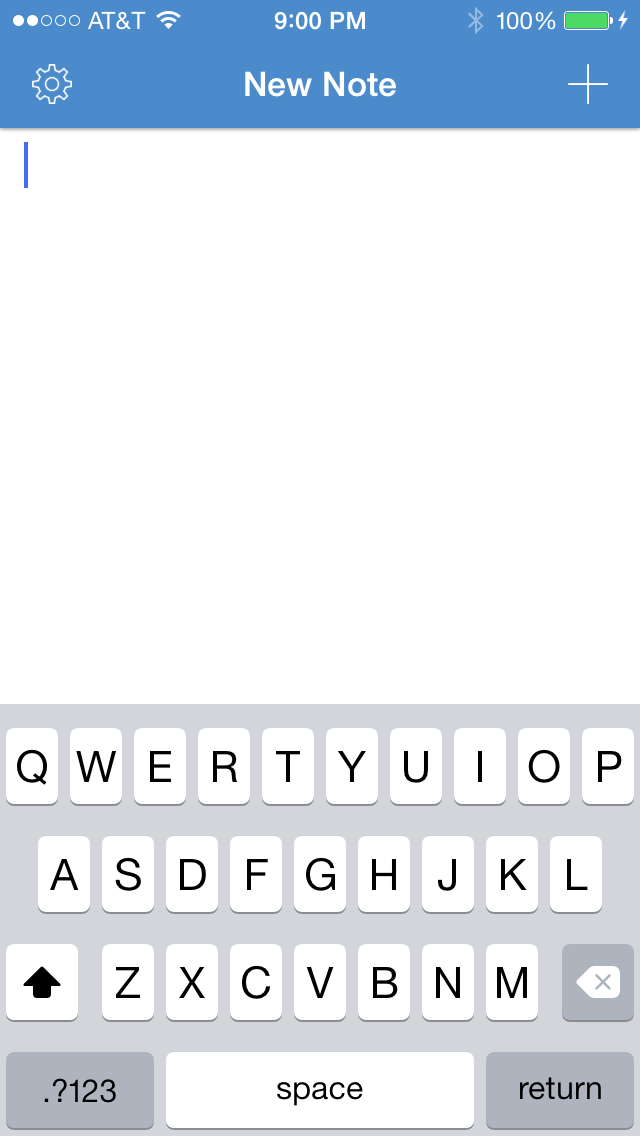 AT&T 9:00 PM 100%
New Note
Q W E R T Y U I O P
A S D F G H J K L
Z X C V B N M
.?123 space return